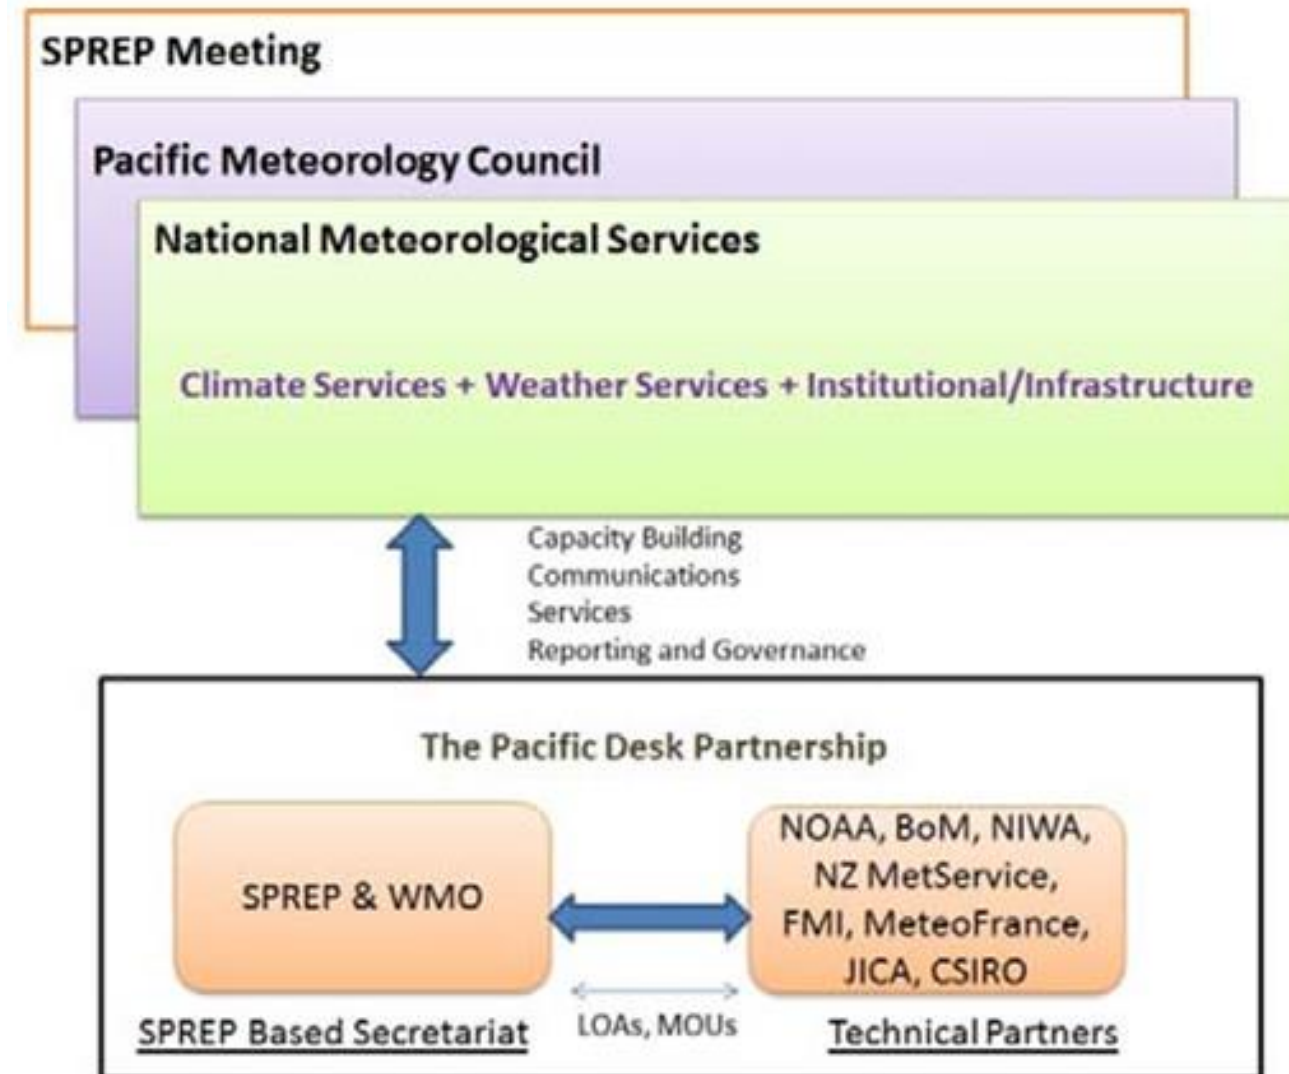 SPREP Meeting
Pacific Meteorology Council
National Meteorological Services
Climate Services + Weather Services + Institutional/Infrastructure
Capacity Building
Communications
Services
Reporting and Governance
The Pacific Desk Partnership
SPREP & WMO
NOAA, BoM, NIWA,
NZ MetService,
FMI, MeteoFrance,
JICA, CSIRO
SPREP Based Secretariat
LOAs, MOUs
Technical Partners